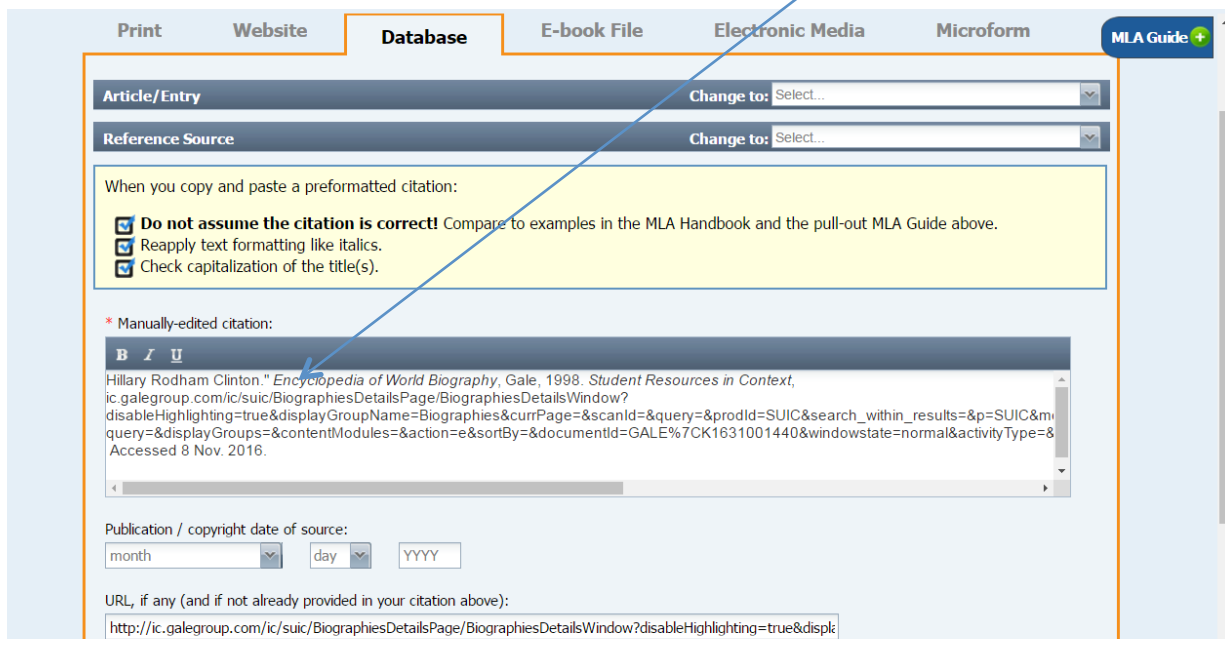 Print Website Database E-book File Electronic Media Microform MLA Guide
Article/Entry Change to: Select...
Reference Source Change to: Select...
When you copy and paste a preformatted citation:
Do not assume the citation is correct! Compare to examples in the MLA Handbook and the pull-out MLA Guide above.
Reapply text formatting like italics.
Check capitalization of the title(s).
* Manually-edited citation:
B I U
Hillary Rodham Clinton." Encyclopedia of World Biography, Gale, 1998. Student Resources in Context,
ic.galegroup.com/ic/suic/BiographiesDetailsPage/BiographiesDetailsWindow?
disableHighlighting=true&displayGroupName=Biographies&currPage=&scanId=&query=&prodId=SUIC&search_within_results=&p=SUIC&m
query=&displayGroups=&contentModules=&action=e&sortBy=&documentId=GALE%7CK1631001440&windowstate=normal&activityType=&
Accessed 8 Nov. 2016.
Publication / copyright date of source:
month day YYYY
URL, if any (and if not already provided in your citation above):
http://ic.galegroup.com/ic/suic/BiographiesDetailsPage/BiographiesDetailsWindow?disableHighlighting=true&displa